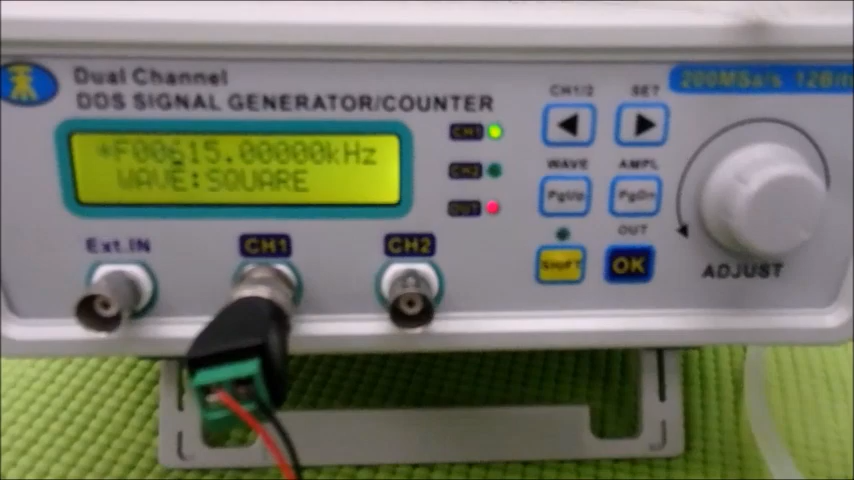 Dual Channel
DDS SIGNAL GENERATOR/COUNTER
200MSa/s 12Bit
*F00615.00000kHz
WAVE:SQUARE
CH1
CH2
OUT
CH1/2
SET
WAVE
AMPL
PgUp
PgDn
OUT
SHIFT
OK
ADJUST
Ext.IN
CH1
CH2